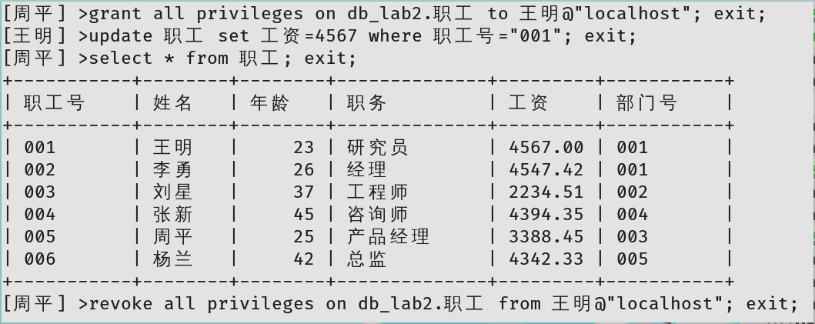 [周平] >grant all privileges on db_lab2.职工 to 王明@"localhost"; exit;
[王明] >update 职工 set 工资=4567 where 职工号="001"; exit;
[周平] >select * from 职工; exit;
+-----------+--------+--------+--------------+---------+-----------+
| 职工号 | 姓名 | 年龄 | 职务 | 工资 | 部门号 |
+-----------+--------+--------+--------------+---------+-----------+
| 001 | 王明 | 23 | 研究员 | 4567.00 | 001 |
| 002 | 李勇 | 26 | 经理 | 4547.42 | 001 |
| 003 | 刘星 | 37 | 工程师 | 2234.51 | 002 |
| 004 | 张新 | 45 | 咨询师 | 4394.35 | 004 |
| 005 | 周平 | 25 | 产品经理 | 3388.45 | 003 |
| 006 | 杨兰 | 42 | 总监 | 4342.33 | 005 |
+-----------+--------+--------+--------------+---------+-----------+
[周平] >revoke all privileges on db_lab2.职工 from 王明@"localhost"; exit;